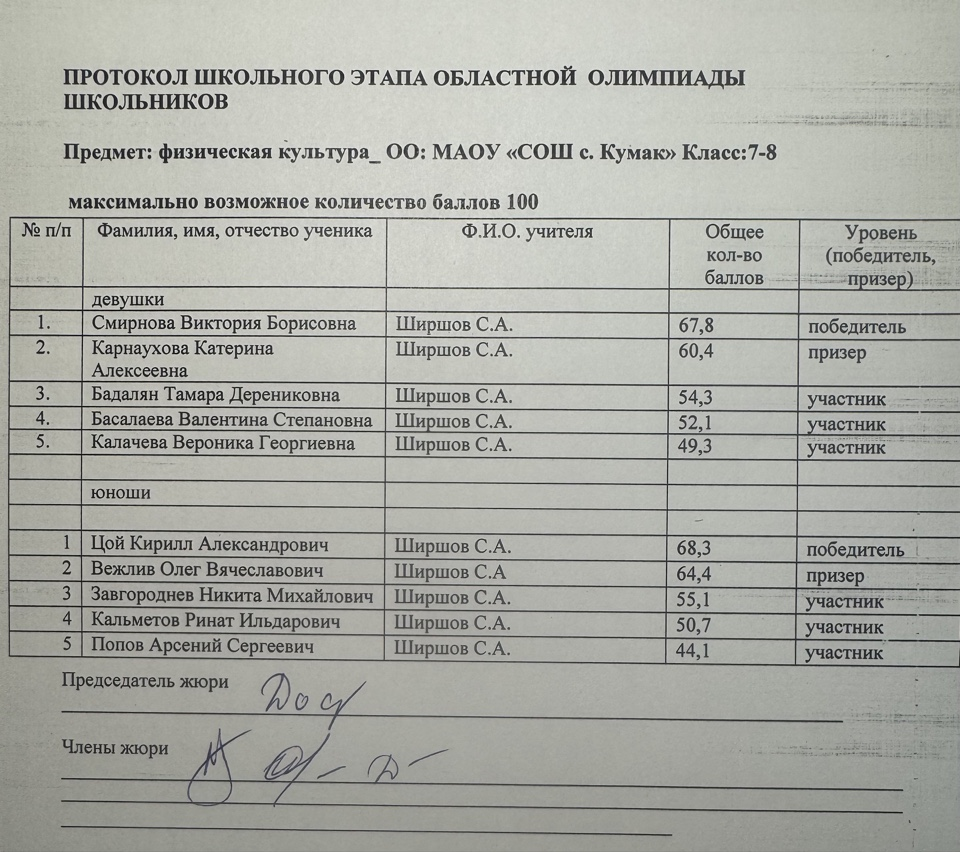 ПРОТОКОЛ ШКОЛЬНОГО ЭТАПА ОБЛАСТНОЙ ОЛИМПИАДЫ
ШКОЛЬНИКОВ
Предмет: физическая культура_ ОО: МАОУ «СОШ с. Кумак» Класс:7-8
максимально возможное количество баллов 100
№ п/п Фамилия, имя, отчество ученика Ф.И.О. учителя Общее кол-во баллов Уровень (победитель, призер)
девушки
1. Смирнова Виктория Борисовна Ширшов С.А. 67,8 победитель
2. Карнаухова Катерина Ширшов С.А. 60,4 призер
Алексеевна
3. Бадалян Тамара Дерениковна Ширшов С.А. 54,3 участник
4. Басалаева Валентина Степановна Ширшов С.А. 52,1 участник
5. Калачева Вероника Георгиевна Ширшов С.А. 49,3 участник
юноши
1 Цой Кирилл Александрович Ширшов С.А. 68,3 победитель
2 Вежлив Олег Вячеславович Ширшов С.А 64,4 призер
3 Завгороднев Никита Михайлович Ширшов С.А. 55,1 участник
4 Кальметов Ринат Ильдарович Ширшов С.А. 50,7 участник
5 Попов Арсений Сергеевич Ширшов С.А. 44,1 участник
Председатель жюри
Члены жюри